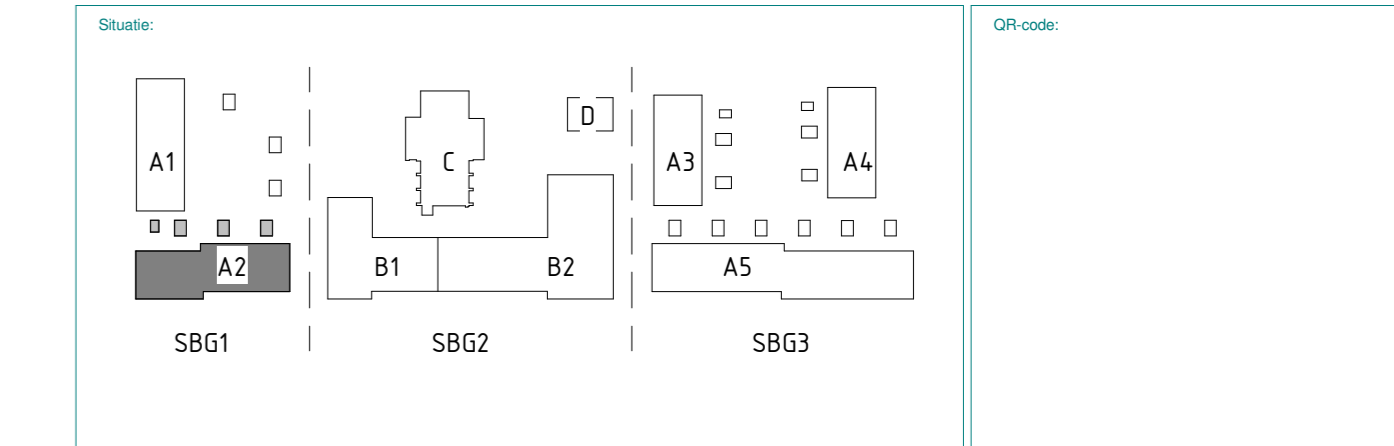 Situatie:
QR-code:
D
A1
C
A3
A4
A2
B1
B2
A5
SBG1
SBG2
SBG3